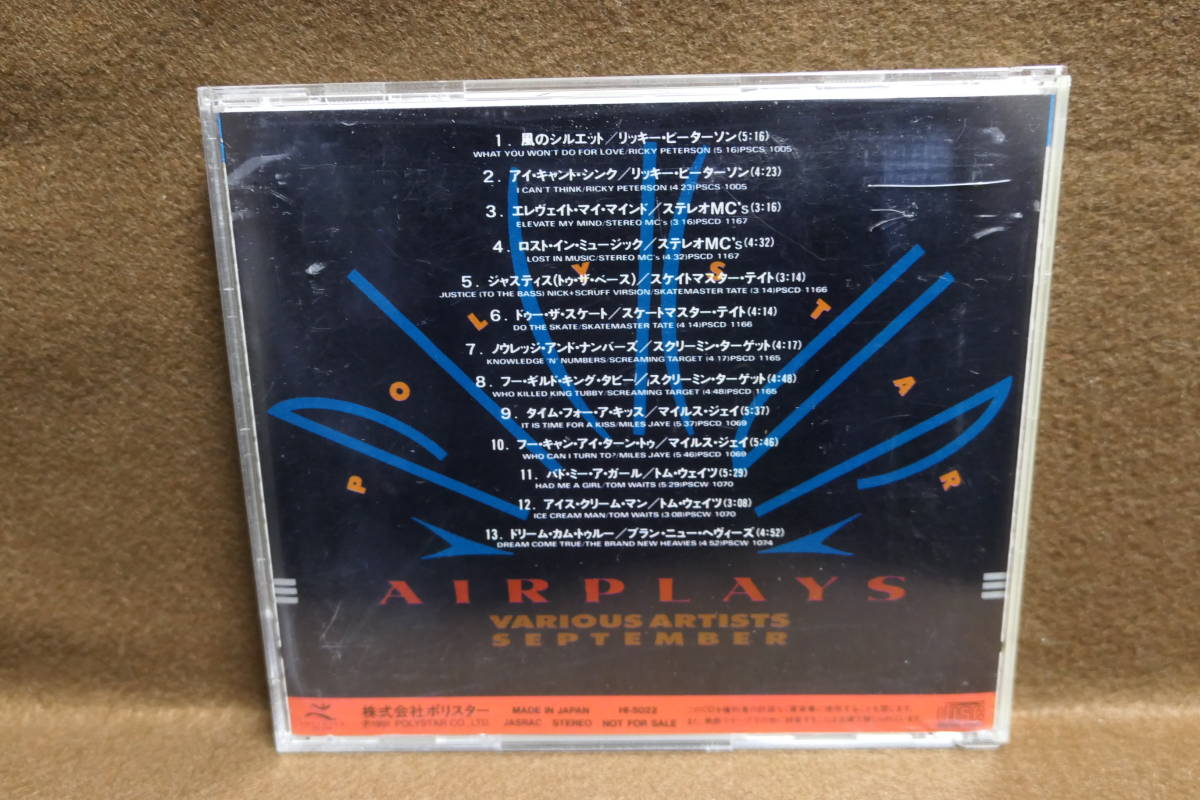 1. 風のシルエット／リッキー・ピーターソン(5:16)
WHAT YOU WON'T DO FOR LOVE/RICKY PETERSON (5:16)PSCS 1005
2. アイ・キャント・シンク／リッキー・ピーターソン(4:23)
I CAN'T THINK/RICKY PETERSON (4:23)PSCS-1005
3. エレヴェイト・マイ・マインド／ステレオMC's(3:16)
ELEVATE MY MIND/STEREO MC's (3:16)PSCD 1167
4. ロスト・イン・ミュージック／ステレオMC's(4:32)
LOST IN MUSIC/STEREO MC's (4:32)PSCD 1167
5. ジャスティス(トゥ・ザ・ベース)／スケイトマスター・テイト(3:14)
JUSTICE (TO THE BASS) NICK+SCRUFF VIRSION/SKATEMASTER TATE (3:14)PSCD-1166
6. ドゥー・ザ・スケート／スケートマスター・テイト(4:14)
DO THE SKATE/SKATEMASTER TATE (4:14)PSCD 1166
7. ノウレッジ・アンド・ナンバーズ／スクリーミン・ターゲット(4:17)
KNOWLEDGE 'N' NUMBERS/SCREAMING TARGET (4:17)PSCD 1165
8. フー・ギルド・キング・タビー／スクリーミン・ターゲット(4:48)
WHO KILLED KING TUBBY/SCREAMING TARGET (4:48)PSCD 1165
9. タイム・フォー・ア・キッス／マイルス・ジェイ(5:37)
IT IS TIME FOR A KISS/MILES JAYE (5:37)PSCD 1069
10. フー・キャン・アイ・ターン・トゥ／マイルス・ジェイ(5:46)
WHO CAN I TURN TO?/MILES JAYE (5:46)PSCD 1069
11. バド・ミー・ア・ガール／トム・ウェイツ(5:29)
HAD ME A GIRL/TOM WAITS (5:29)PSCW 1070
12. アイス・クリーム・マン／トム・ウェイツ(3:08)
ICE CREAM MAN/TOM WAITS (3:08)PSCW 1070
13. ドリーム・カム・トゥルー／ブラン・ニュー・ヘヴィーズ(4:52)
DREAM COME TRUE/THE BRAND NEW HEAVIES (4:52)PSCW 1074
POLYSTAR
AIRPLAYS
VARIOUS ARTISTS
SEPTEMBER
株式会社ポリスター
POLYSTAR CO., LTD.
MADE IN JAPAN
HI-5022
JASRAC STEREO NOT FOR SALE